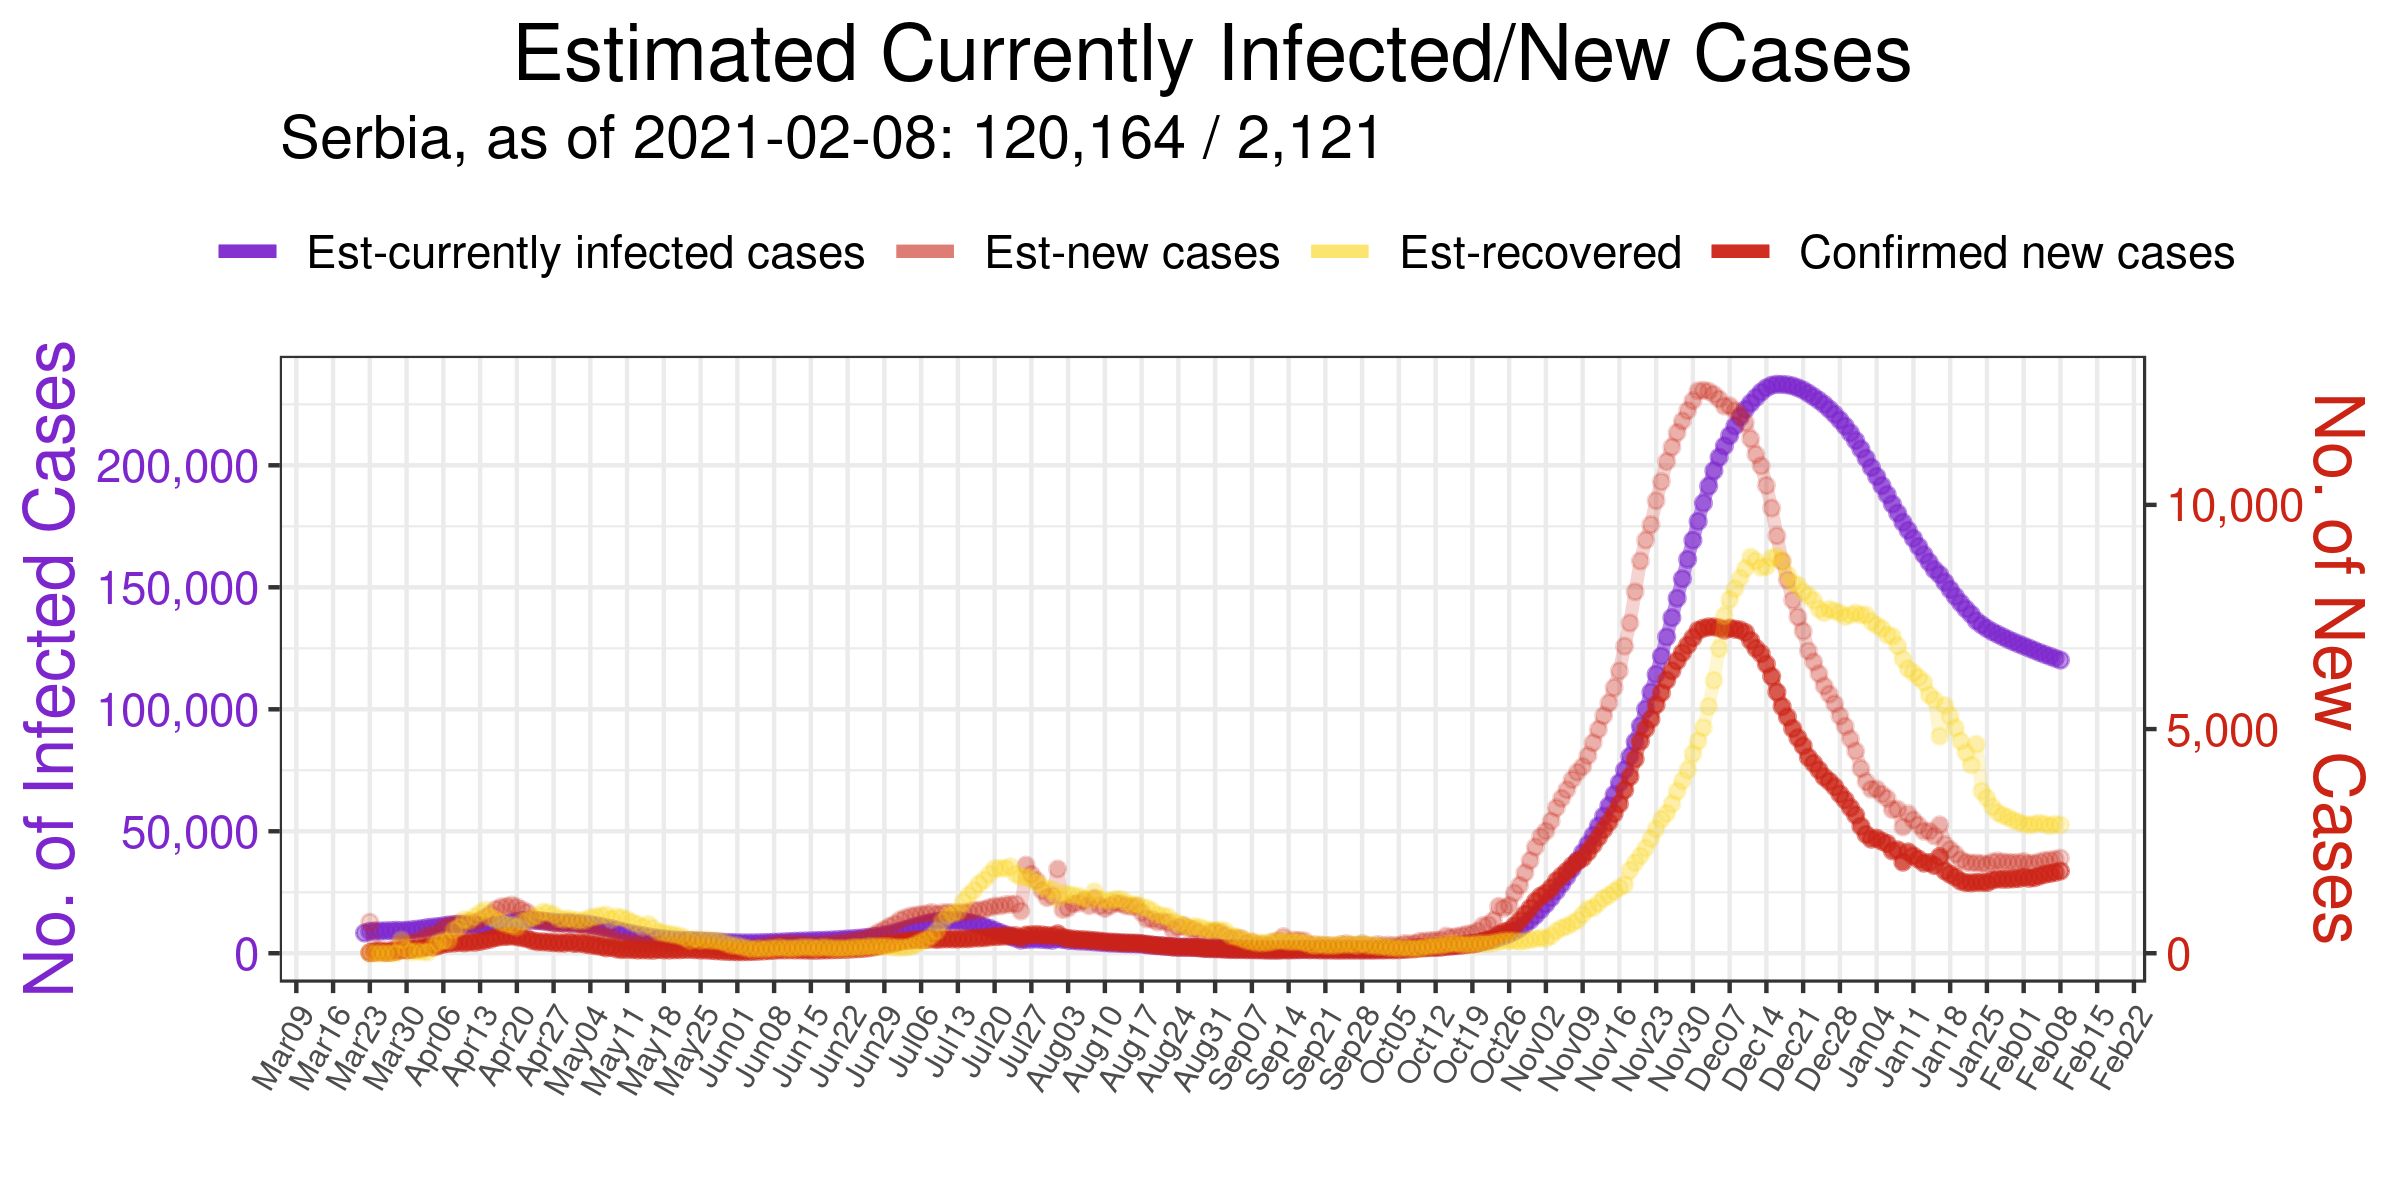 Estimated Currently Infected/New Cases
Serbia, as of 2021-02-08: 120,164 / 2,121
Est-currently infected cases Est-new cases Est-recovered Confirmed new cases
No. of Infected Cases
200,000
150,000
100,000
50,000
0
No. of New Cases
10,000
5,000
0
Mar09 Mar16 Mar23 Mar30 Apr06 Apr13 Apr20 Apr27 May04 May11 May18 May25 Jun01 Jun08 Jun15 Jun22 Jun29 Jul06 Jul13 Jul20 Jul27 Aug03 Aug10 Aug17 Aug24 Aug31 Sep07 Sep14 Sep21 Sep28 Oct05 Oct12 Oct19 Oct26 Nov02 Nov09 Nov16 Nov23 Nov30 Dec07 Dec14 Dec21 Dec28 Jan04 Jan11 Jan18 Jan25 Feb01 Feb08 Feb15 Feb22